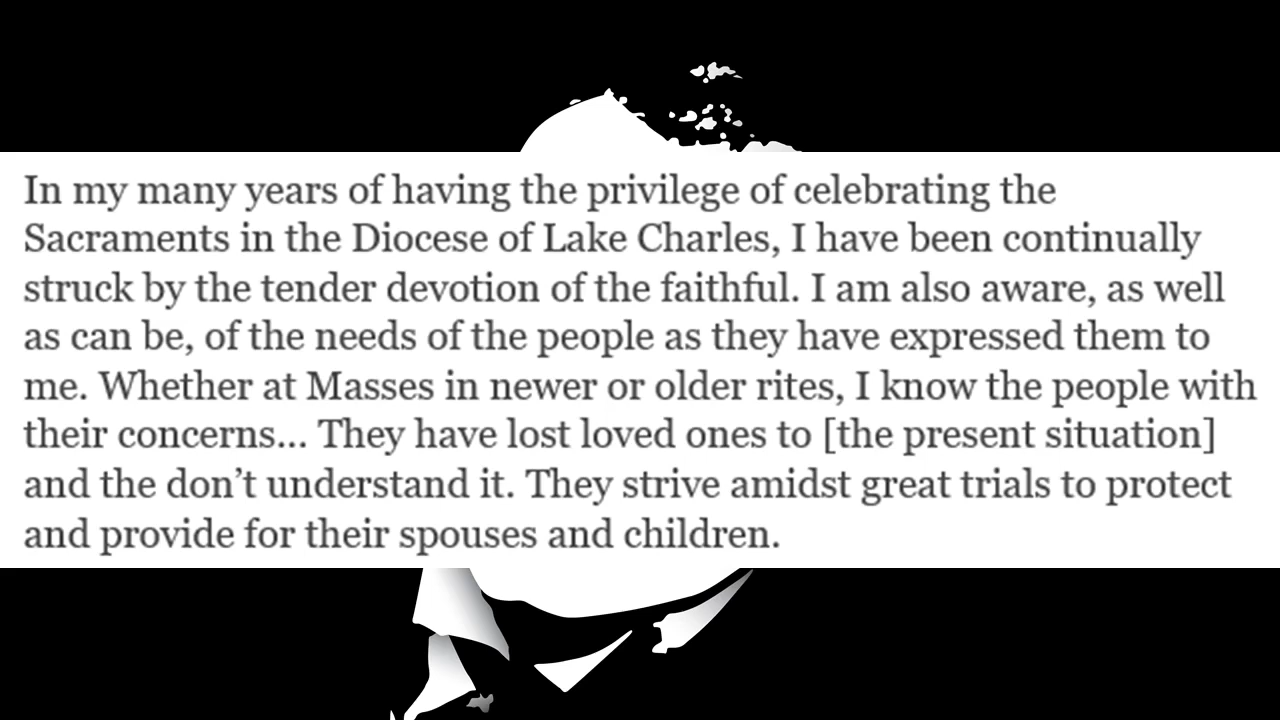 In my many years of having the privilege of celebrating the
Sacraments in the Diocese of Lake Charles, I have been continually
struck by the tender devotion of the faithful. I am also aware, as well
as can be, of the needs of the people as they have expressed them to
me. Whether at Masses in newer or older rites, I know the people with
their concerns... They have lost loved ones to [the present situation]
and the don’t understand it. They strive amidst great trials to protect
and provide for their spouses and children.